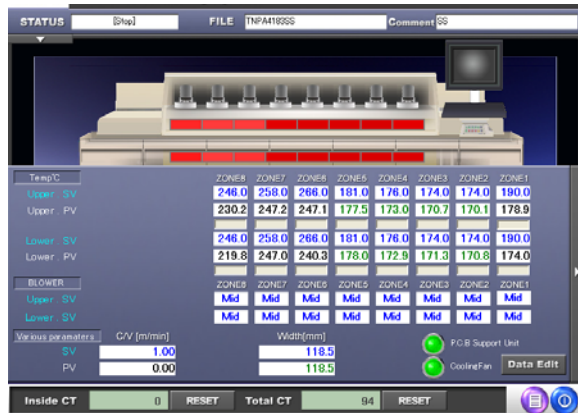 STATUS [Stop] FILE TNPA4183SS Comment SS
Temp℃ ZONE8 ZONE7 ZONE6 ZONE5 ZONE4 ZONE3 ZONE2 ZONE1
Upper . SV 246.0 258.0 266.0 181.0 176.0 174.0 174.0 190.0
Upper . PV 230.2 247.2 247.1 177.5 173.0 170.7 170.1 178.9
Lower . SV 246.0 258.0 266.0 181.0 176.0 174.0 174.0 190.0
Lower . PV 219.8 247.0 240.3 178.0 172.9 171.3 170.8 174.0
BLOWER ZONE8 ZONE7 ZONE6 ZONE5 ZONE4 ZONE3 ZONE2 ZONE1
Upper . SV Mid Mid Mid Mid Mid Mid Mid Mid
Lower . SV Mid Mid Mid Mid Mid Mid Mid Mid
Various paramaters C/V [m/min] Width[mm] P.C.B Support Unit
SV 1.00 118.5
PV 0.00 118.5 CoolingFan Data Edit
Inside CT 0 RESET Total CT 94 RESET